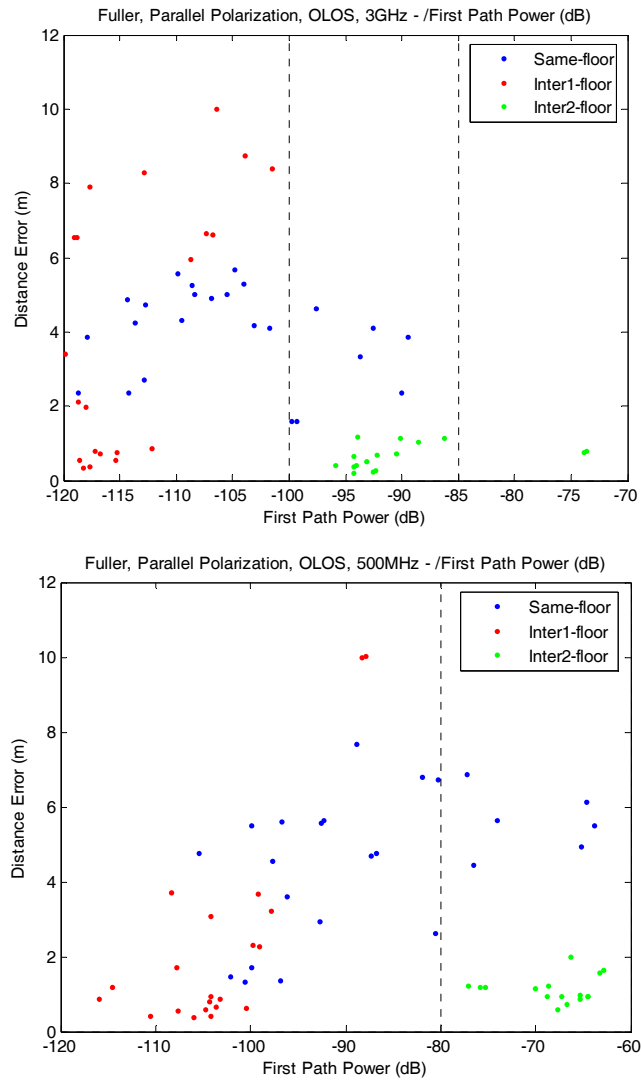 Fuller, Parallel Polarization, OLOS, 3GHz - /First Path Power (dB)
12
10
8
6
4
2
0
Distance Error (m)
Same-floor
Inter1-floor
Inter2-floor
-120 -115 -110 -105 -100 -95 -90 -85 -80 -75 -70
First Path Power (dB)
Fuller, Parallel Polarization, OLOS, 500MHz - /First Path Power (dB)
12
10
8
6
4
2
0
Distance Error (m)
Same-floor
Inter1-floor
Inter2-floor
-120 -110 -100 -90 -80 -70 -60
First Path Power (dB)